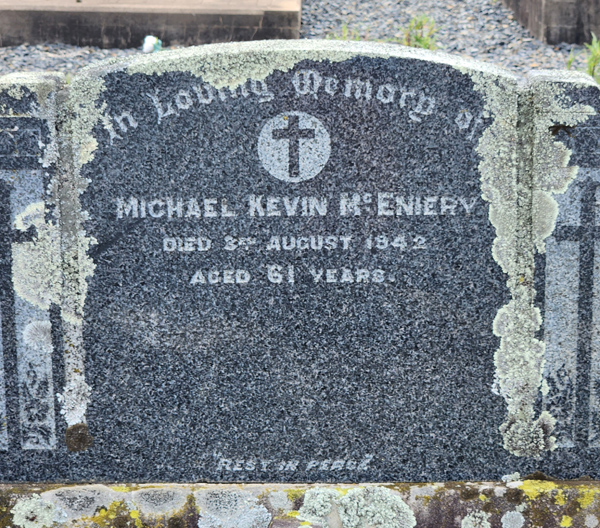 In Loving Memory of
MICHAEL KEVIN McENIERY
DIED 3RD AUGUST 1942
AGED 61 YEARS.
"REST IN PEACE"